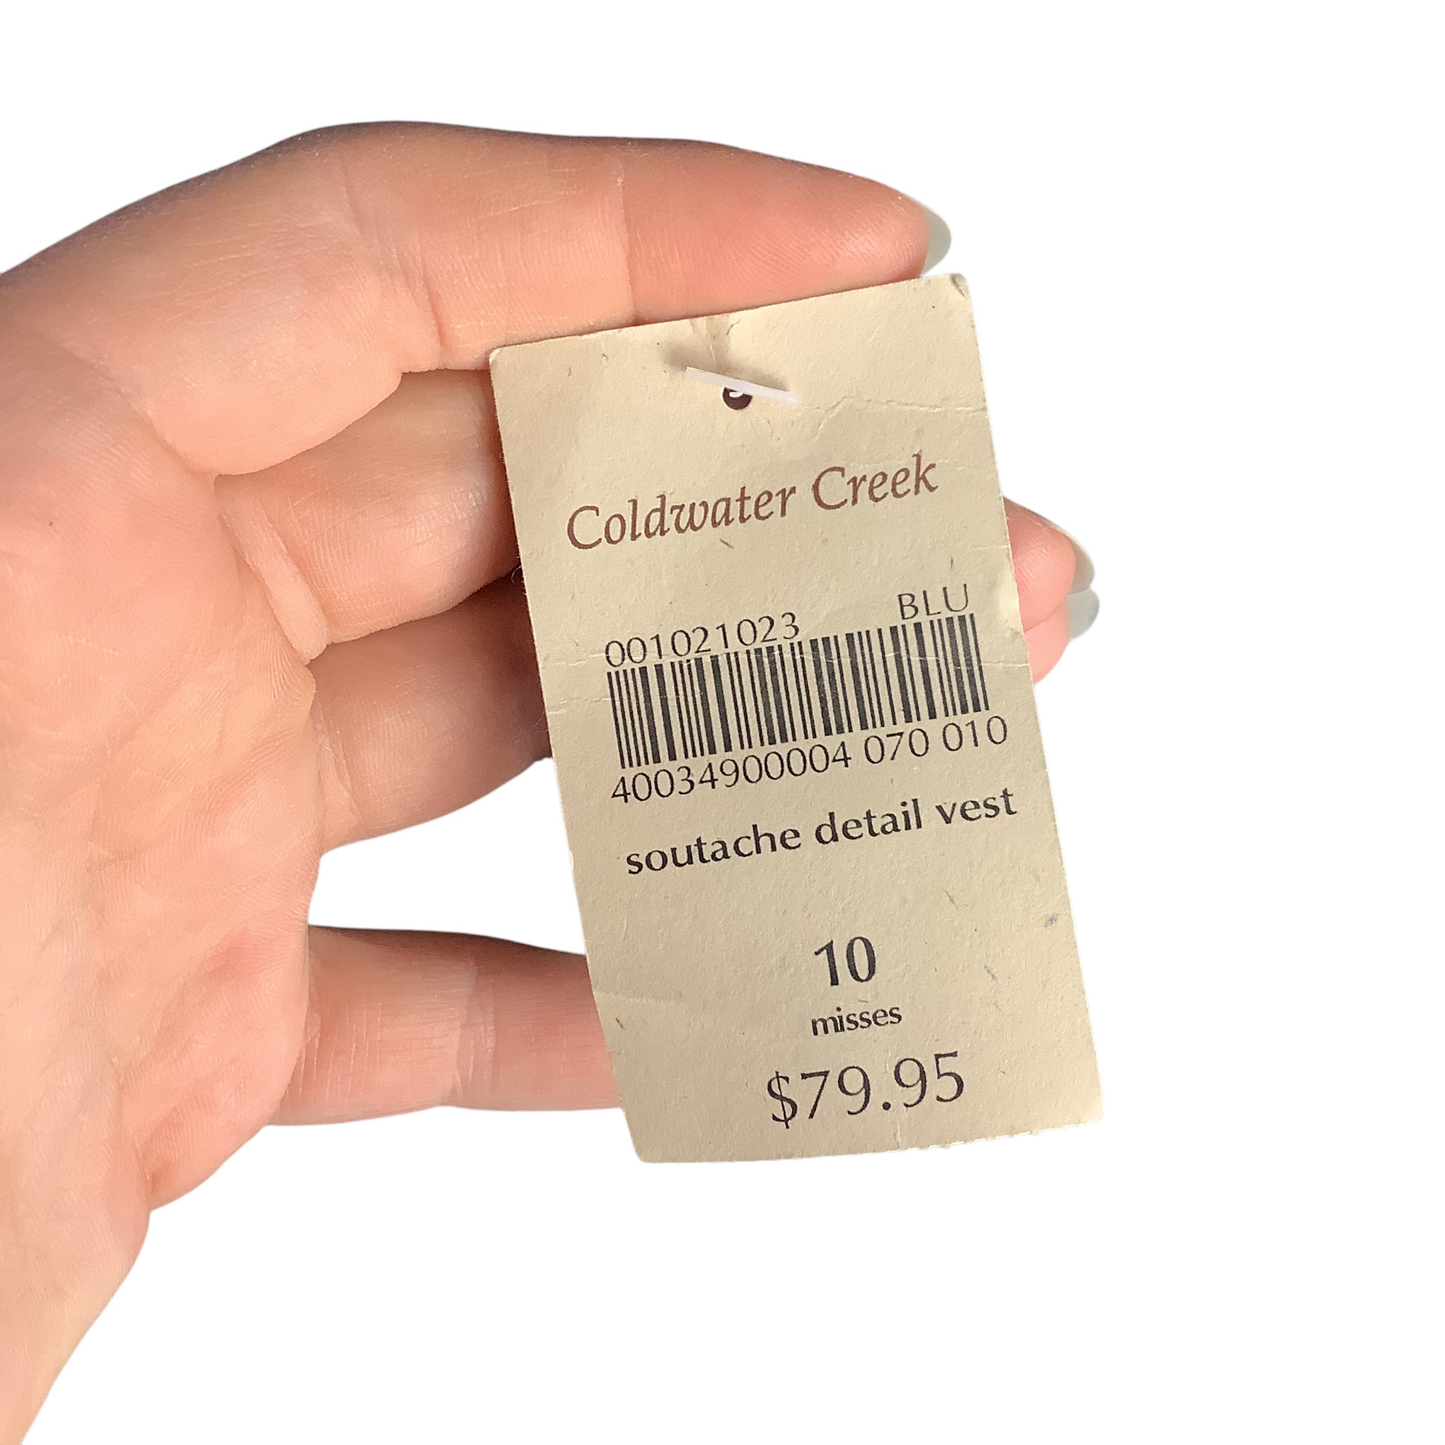 Coldwater Creek
001021023 BLU
40034900004 070 010
soutache detail vest
10
misses
$79.95